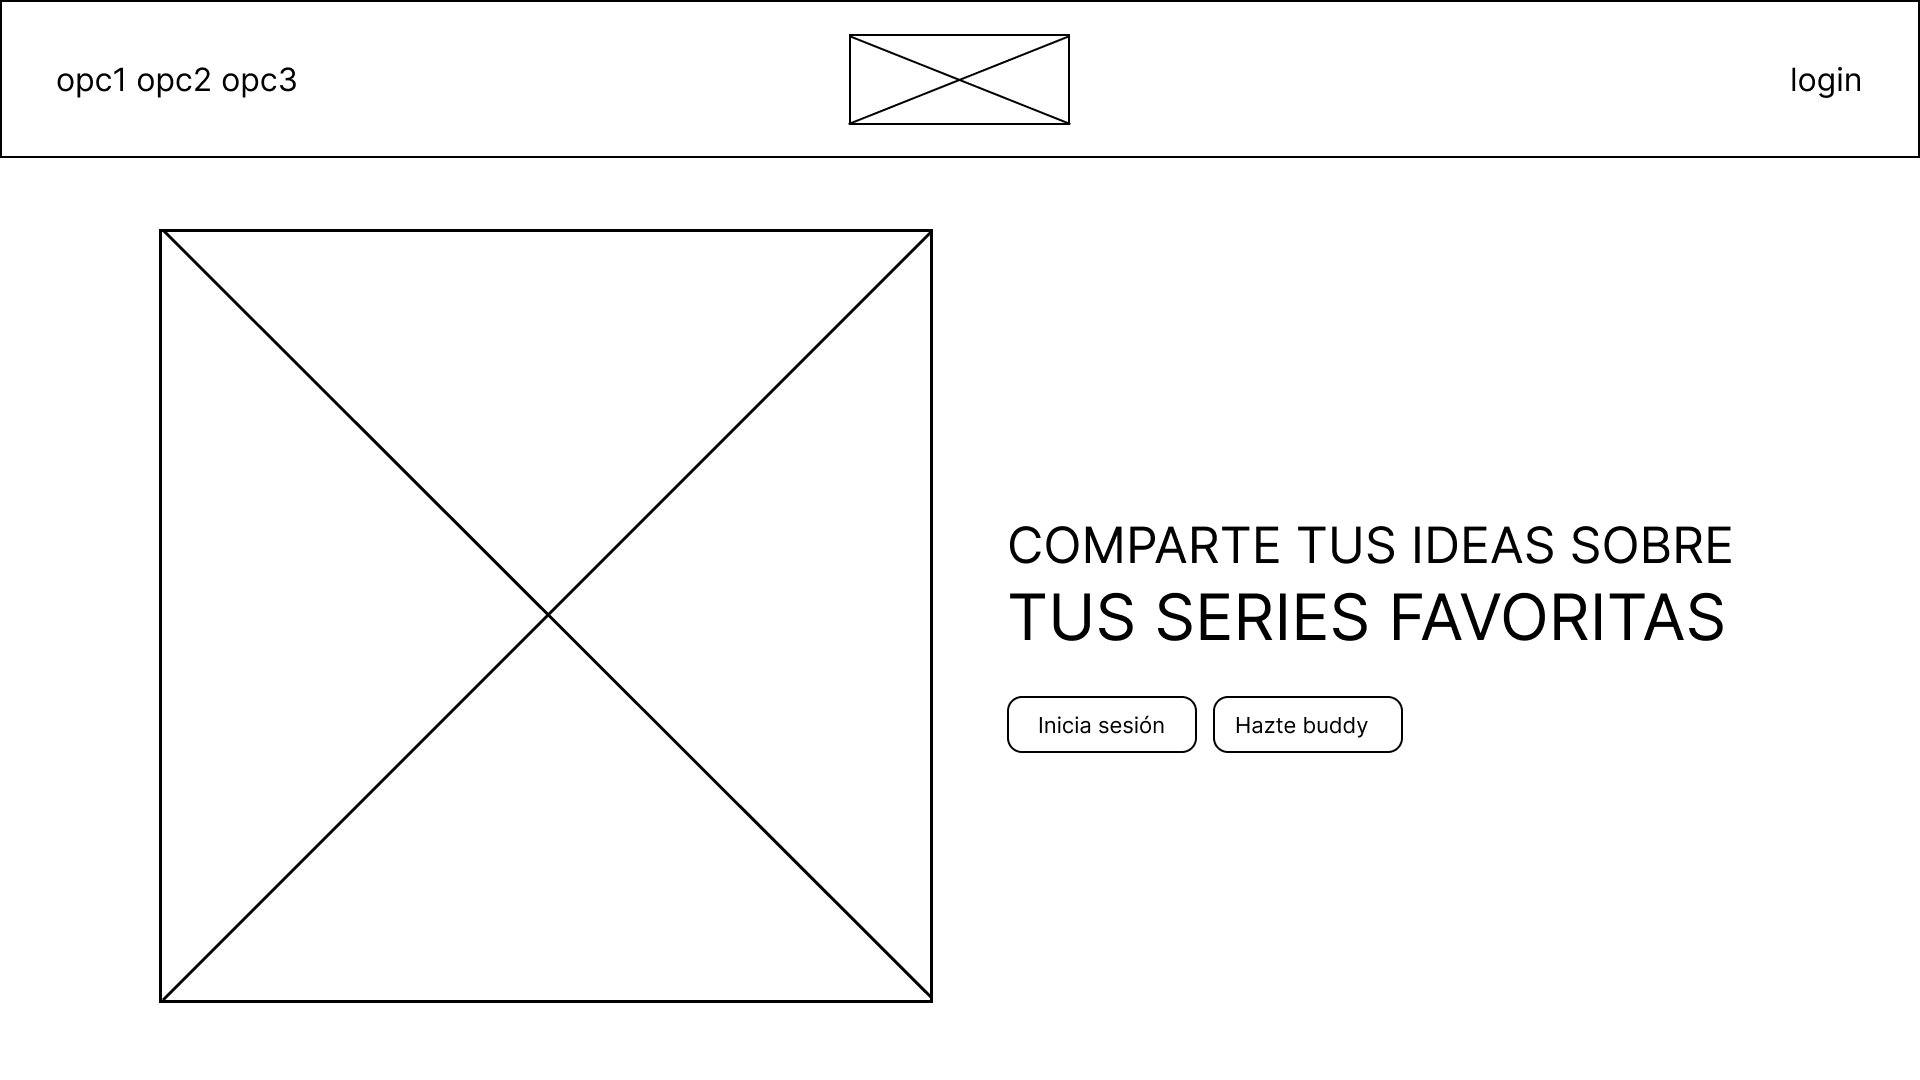 opc1 opc2 opc3
login
COMPARTE TUS IDEAS SOBRE
TUS SERIES FAVORITAS
Inicia sesión
Hazte buddy